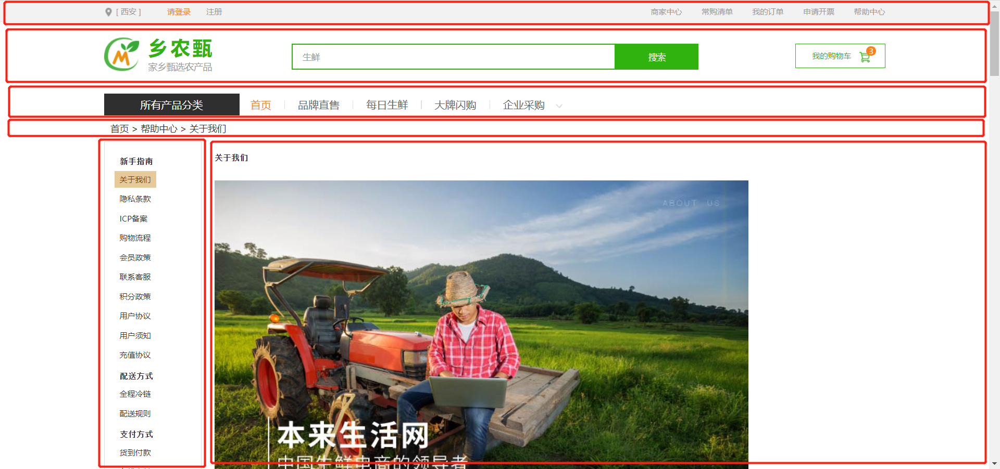 [ 西安 ] 请登录 注册 商家中心 常购清单 我的订单 申请开票 帮助中心
乡农甄
家乡甄选农产品
生鲜 搜索 我的购物车 3
所有产品分类 首页 品牌直售 每日生鲜 大牌闪购 企业采购
首页 > 帮助中心 > 关于我们
新手指南
关于我们
隐私条款
ICP备案
购物流程
会员政策
联系客服
积分政策
用户协议
用户须知
充值协议
配送方式
全程冷链
配送规则
支付方式
货到付款
关于我们
ABOUT US
本来生活网
中国生鲜电商的领导者